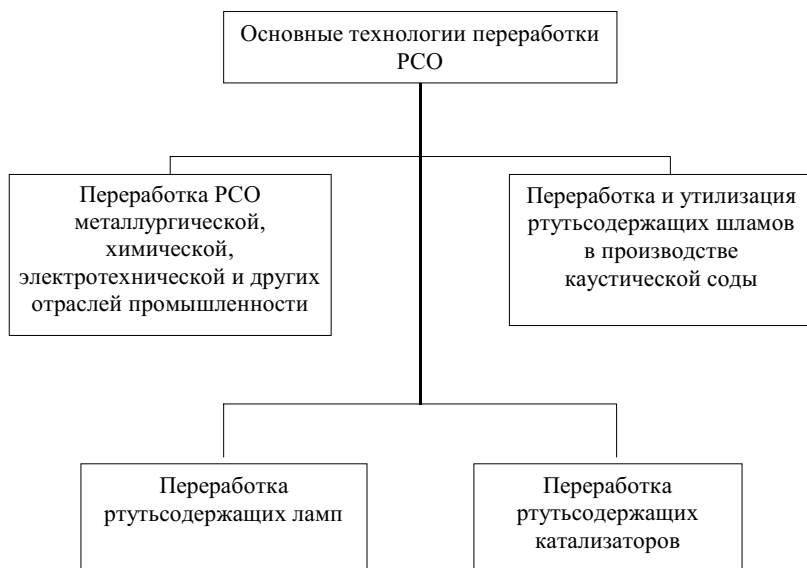 Основные технологии переработки
РСО
Переработка РСО
металлургической,
химической,
электротехнической и других
отраслей промышленности
Переработка и утилизация
ртутьсодержащих шламов
в производстве
каустической соды
Переработка
ртутьсодержащих ламп
Переработка
ртутьсодержащих
катализаторов